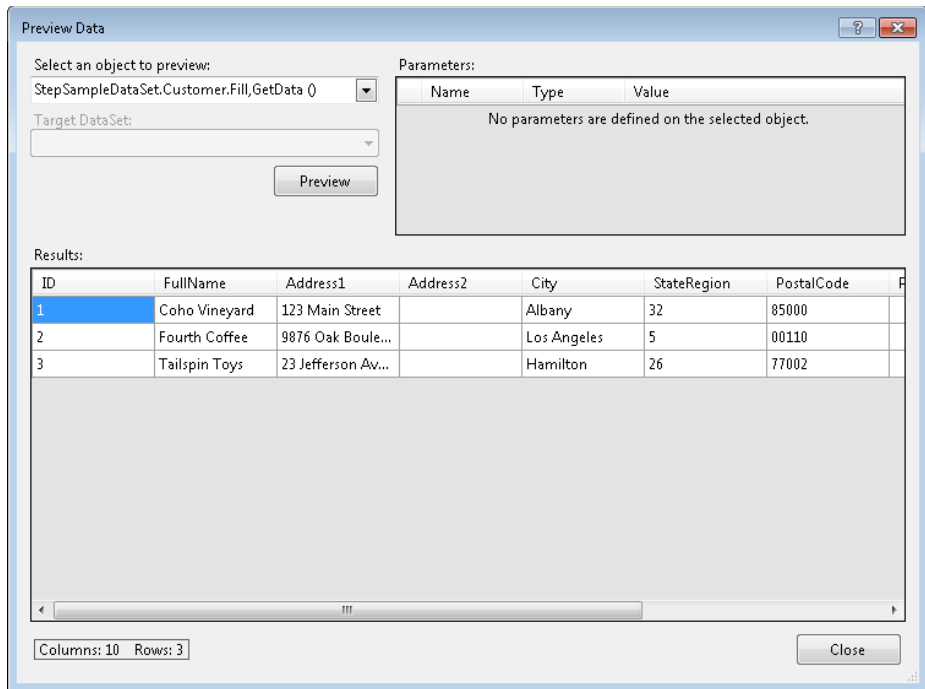 Preview Data
Select an object to preview:
StepSampleDataSet.Customer.Fill,GetData ()
Target DataSet:
Preview
Parameters:
Name Type Value
No parameters are defined on the selected object.
Results:
ID FullName Address1 Address2 City StateRegion PostalCode
1 Coho Vineyard 123 Main Street Albany 32 85000
2 Fourth Coffee 9876 Oak Boule... Los Angeles 5 00110
3 Tailspin Toys 23 Jefferson Av... Hamilton 26 77002
Columns: 10 Rows: 3
Close